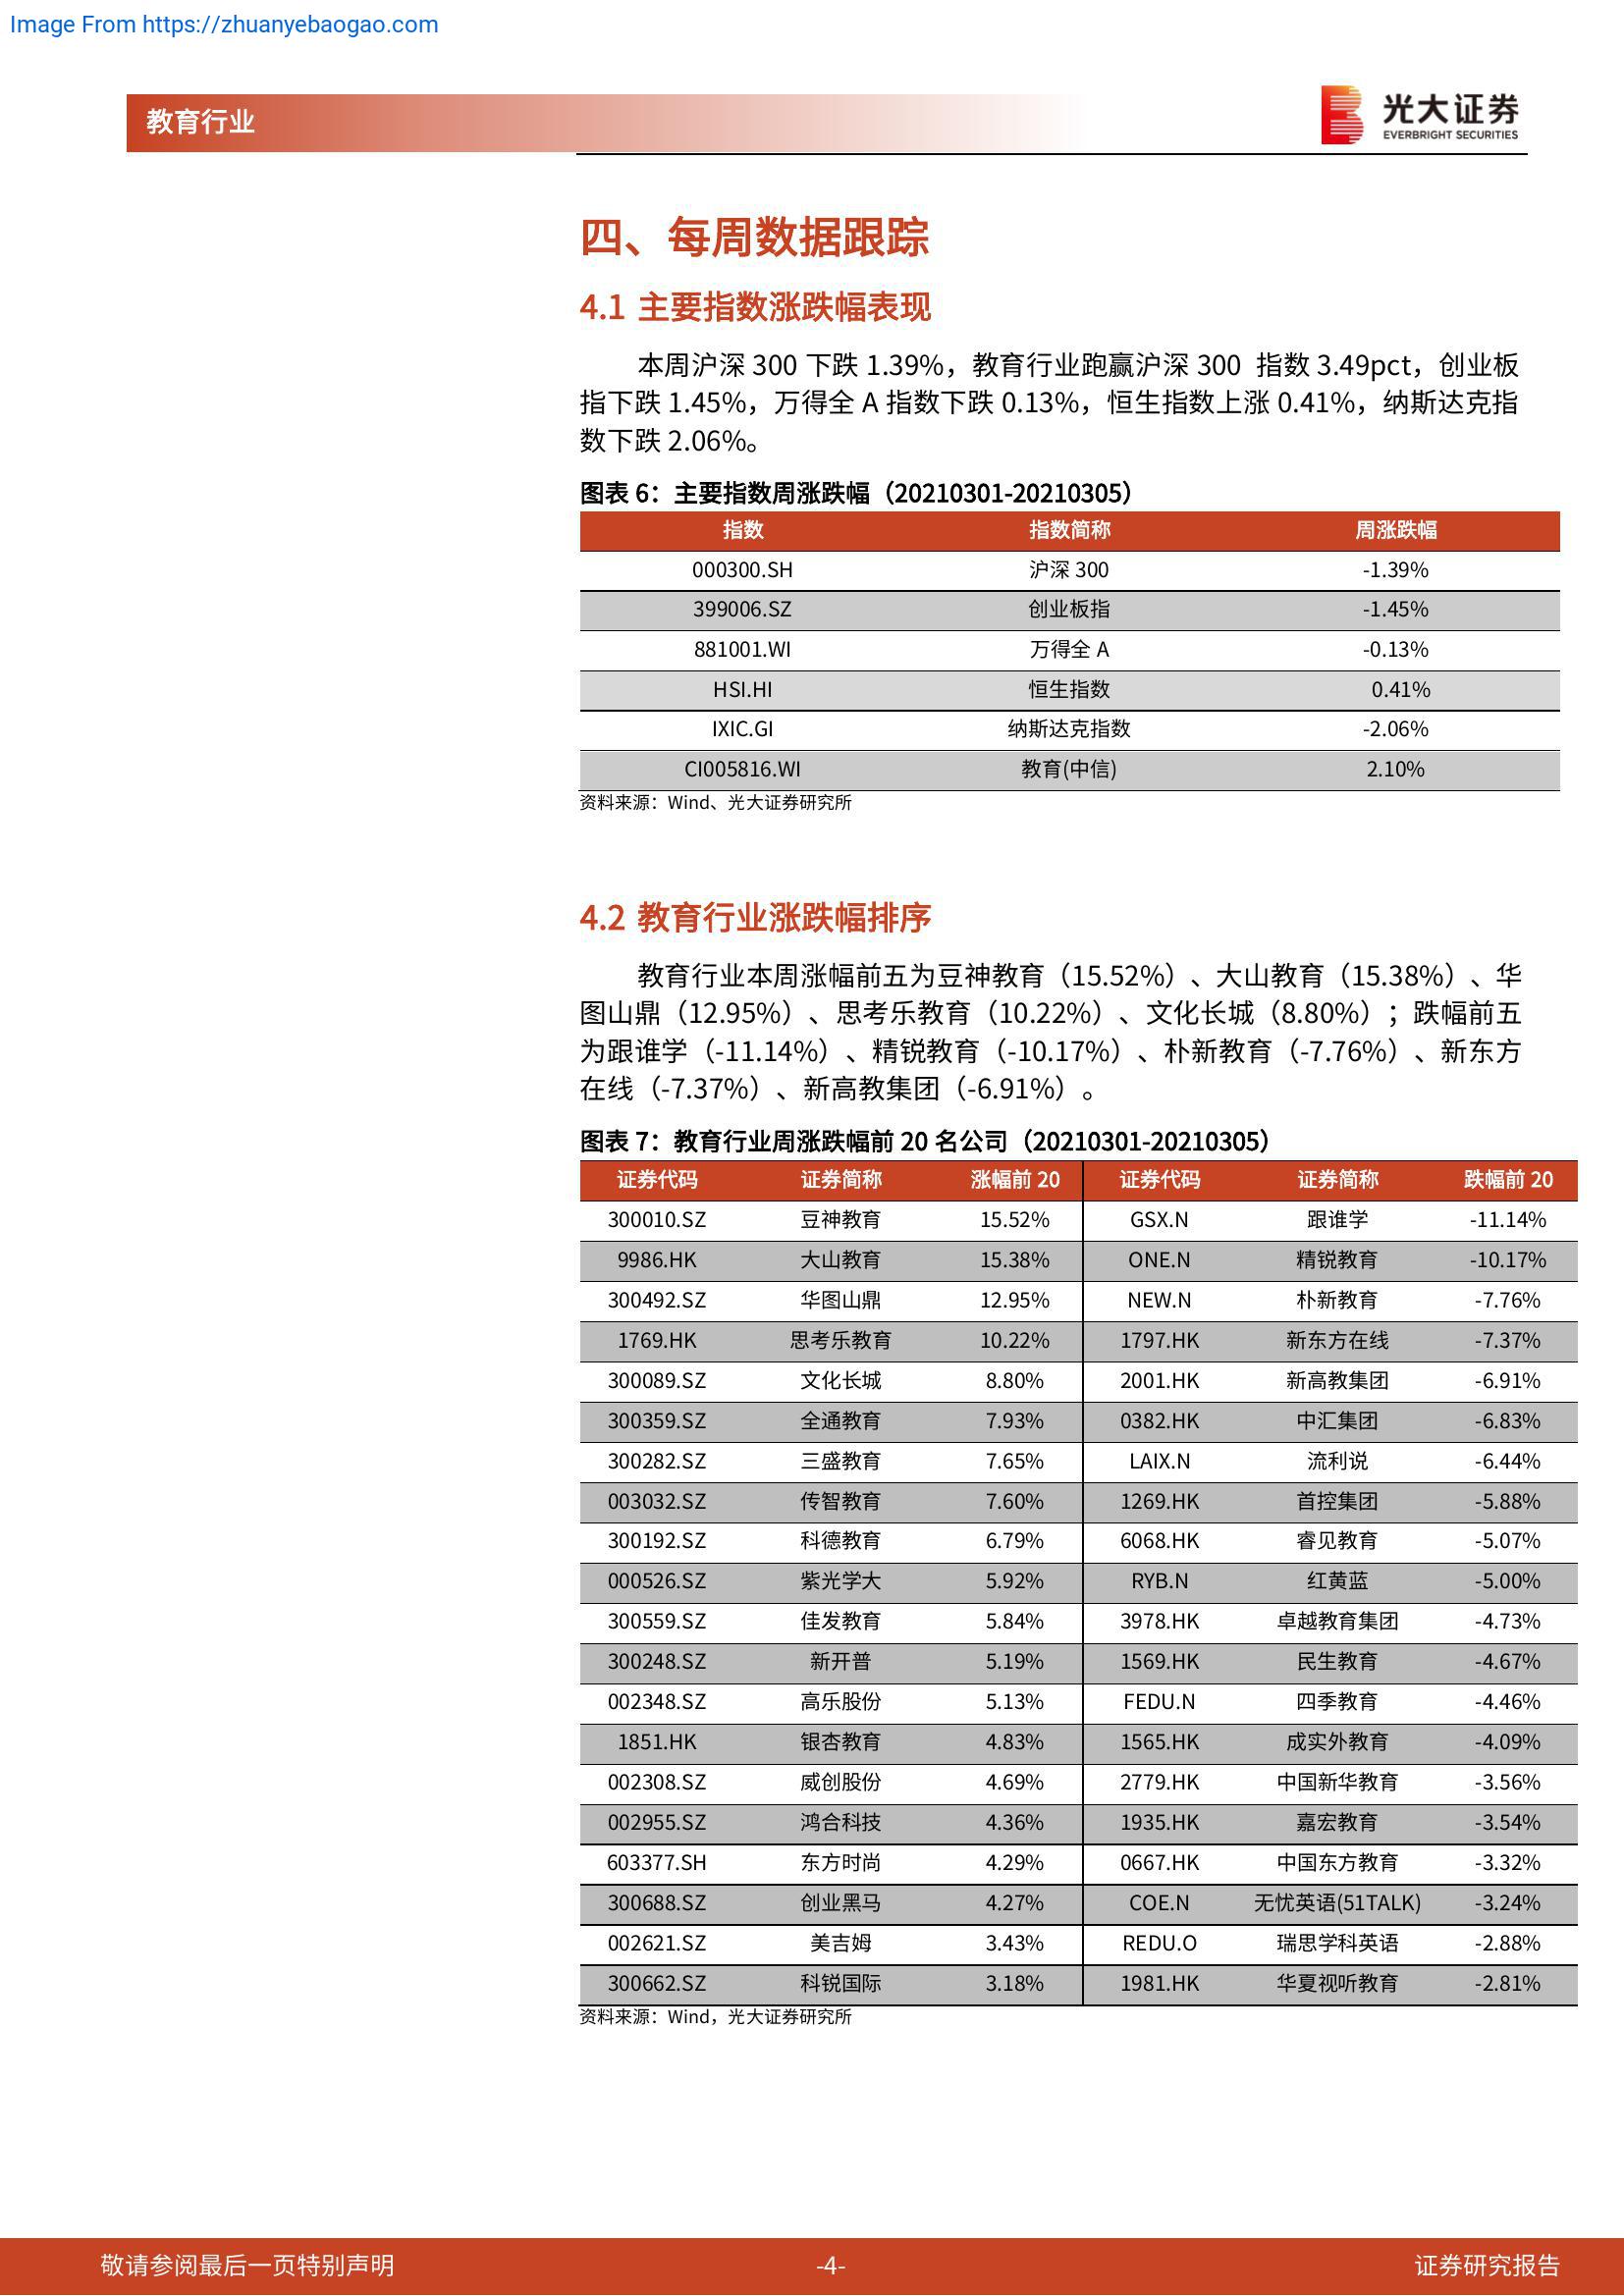 Image From https://zhuanyebaogao.com
教育行业
光大证券
EVERBRIGHT SECURITIES
四、每周数据跟踪
4.1 主要指数涨跌幅表现
本周沪深 300 下跌 1.39%，教育行业跑赢沪深 300 指数 3.49pct，创业板
指下跌 1.45%，万得全 A 指数下跌 0.13%，恒生指数上涨 0.41%，纳斯达克指
数下跌 2.06%。
图表 6：主要指数周涨跌幅（20210301-20210305）
指数 指数简称 周涨跌幅
000300.SH 沪深 300 -1.39%
399006.SZ 创业板指 -1.45%
881001.WI 万得全 A -0.13%
HSI.HI 恒生指数 0.41%
IXIC.GI 纳斯达克指数 -2.06%
CI005816.WI 教育(中信) 2.10%
资料来源：Wind、光大证券研究所
4.2 教育行业涨跌幅排序
教育行业本周涨幅前五为豆神教育（15.52%）、大山教育（15.38%）、华
图山鼎（12.95%）、思考乐教育（10.22%）、文化长城（8.80%）；跌幅前五
为跟谁学（-11.14%）、精锐教育（-10.17%）、朴新教育（-7.76%）、新东方
在线（-7.37%）、新高教集团（-6.91%）。
图表 7：教育行业周涨跌幅前 20 名公司（20210301-20210305）
证券代码 证券简称 涨幅前 20 证券代码 证券简称 跌幅前 20
300010.SZ 豆神教育 15.52% GSX.N 跟谁学 -11.14%
9986.HK 大山教育 15.38% ONE.N 精锐教育 -10.17%
300492.SZ 华图山鼎 12.95% NEW.N 朴新教育 -7.76%
1769.HK 思考乐教育 10.22% 1797.HK 新东方在线 -7.37%
300089.SZ 文化长城 8.80% 2001.HK 新高教集团 -6.91%
300359.SZ 全通教育 7.93% 0382.HK 中汇集团 -6.83%
300282.SZ 三盛教育 7.65% LAIX.N 流利说 -6.44%
003032.SZ 传智教育 7.60% 1269.HK 首控集团 -5.88%
300192.SZ 科德教育 6.79% 6068.HK 睿见教育 -5.07%
000526.SZ 紫光学大 5.92% RYB.N 红黄蓝 -5.00%
300559.SZ 佳发教育 5.84% 3978.HK 卓越教育集团 -4.73%
300248.SZ 新开普 5.19% 1569.HK 民生教育 -4.67%
002348.SZ 高乐股份 5.13% FEDU.N 四季教育 -4.46%
1851.HK 银杏教育 4.83% 1565.HK 成实外教育 -4.09%
002308.SZ 威创股份 4.69% 2779.HK 中国新华教育 -3.56%
002955.SZ 鸿合科技 4.36% 1935.HK 嘉宏教育 -3.54%
603377.SH 东方时尚 4.29% 0667.HK 中国东方教育 -3.32%
300688.SZ 创业黑马 4.27% COE.N 无忧英语(51TALK) -3.24%
002621.SZ 美吉姆 3.43% REDU.O 瑞思学科英语 -2.88%
300662.SZ 科锐国际 3.18% 1981.HK 华夏视听教育 -2.81%
资料来源：Wind，光大证券研究所
敬请参阅最后一页特别声明 -4- 证券研究报告